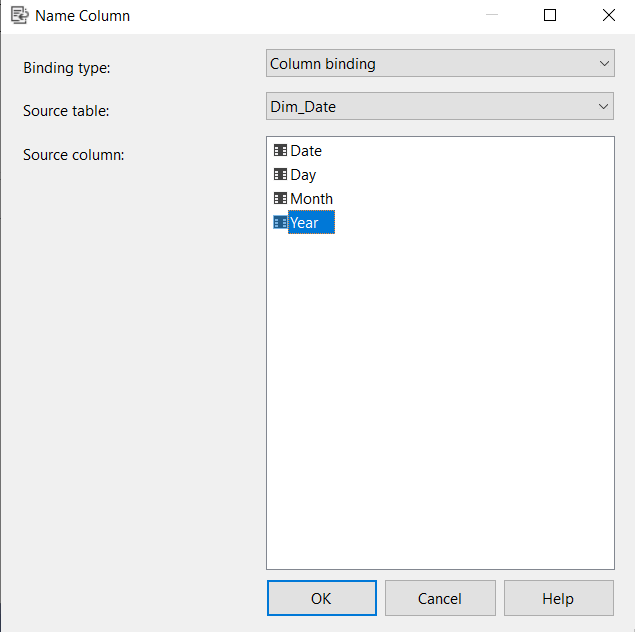 Name Column
Binding type:
Column binding
Source table:
Dim_Date
Source column:
Date
Day
Month
Year
OK
Cancel
Help